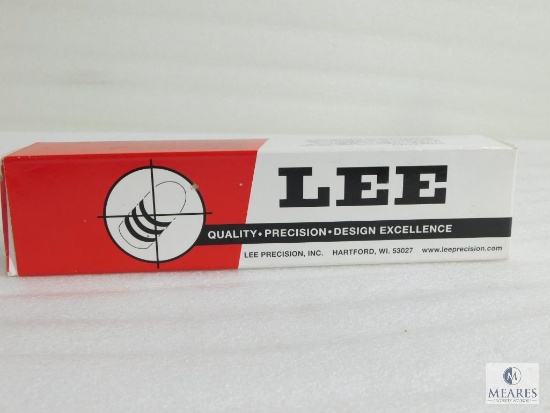 LEE
QUALITY • PRECISION • DESIGN EXCELLENCE
LEE PRECISION, INC. HARTFORD, WI. 53027 www.leeprecision.com
M
MEARES